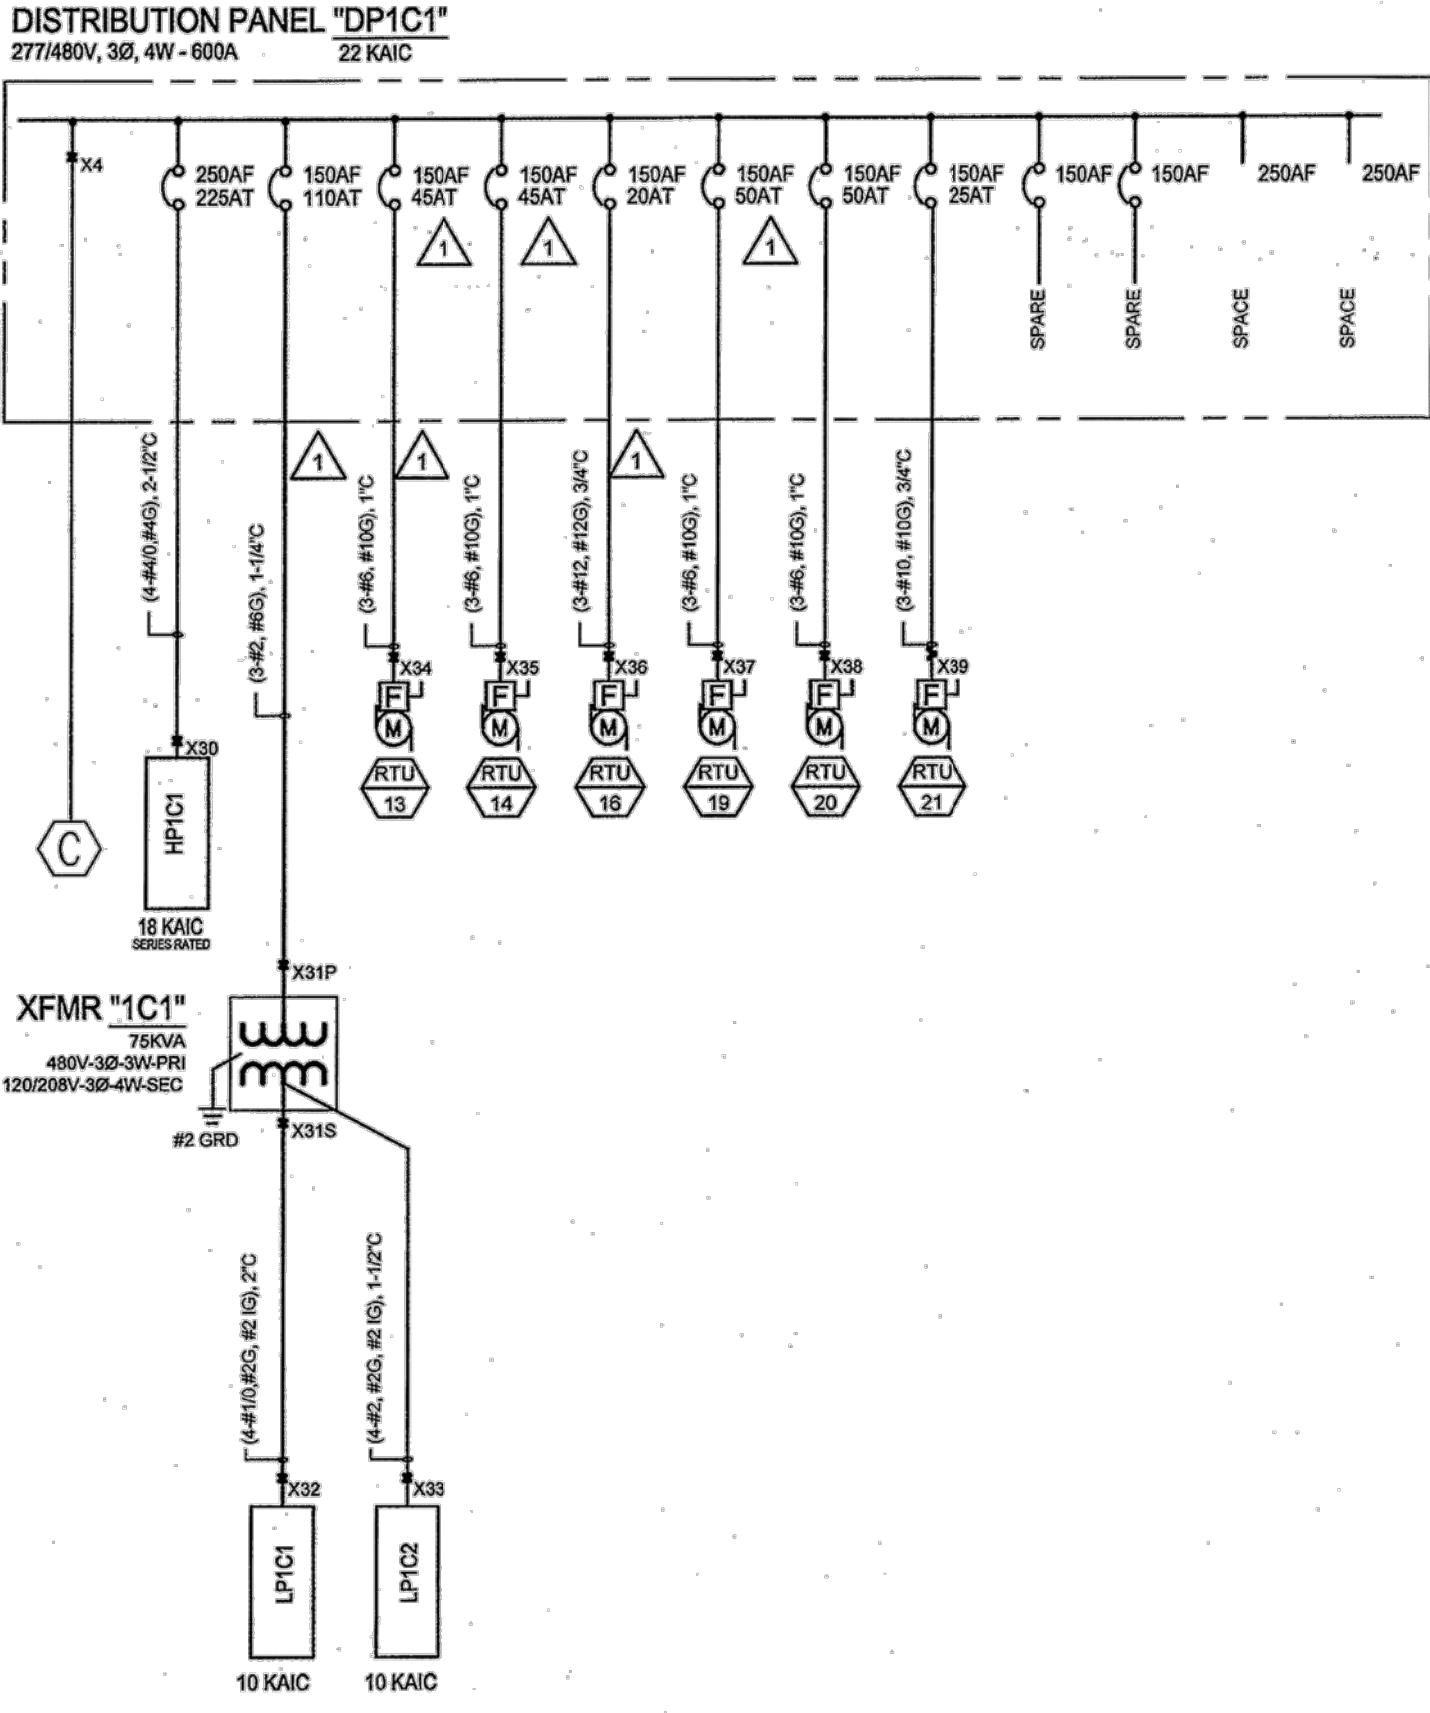 DISTRIBUTION PANEL "DP1C1"
277/480V, 3Ø, 4W - 600A
22 KAIC
X4
250AF
225AT
150AF
110AT
150AF
45AT
150AF
45AT
150AF
20AT
150AF
50AT
150AF
50AT
150AF
25AT
150AF
150AF
250AF
250AF
1
1
1
SPARE
SPARE
SPACE
SPACE
1
1
1
(4-#4/0,#4G), 2-1/2"C
(3-#2, #6G), 1-1/4"C
(3-#6, #10G), 1"C
(3-#6, #10G), 1"C
(3-#12, #12G), 3/4"C
(3-#6, #10G), 1"C
(3-#6, #10G), 1"C
(3-#10, #10G), 3/4"C
X34
X35
X36
X37
X38
X39
F
F
F
F
F
F
M
M
M
M
M
M
X30
RTU
13
RTU
14
RTU
16
RTU
19
RTU
20
RTU
21
C
HP1C1
18 KAIC
SERIES RATED
X31P
XFMR "1C1"
75KVA
480V-3Ø-3W-PRI
120/208V-3Ø-4W-SEC
#2 GRD
X31S
(4-#1/0,#2G, #2 IG), 2"C
(4-#2, #2G, #2 IG), 1-1/2"C
X32
X33
LP1C1
LP1C2
10 KAIC
10 KAIC